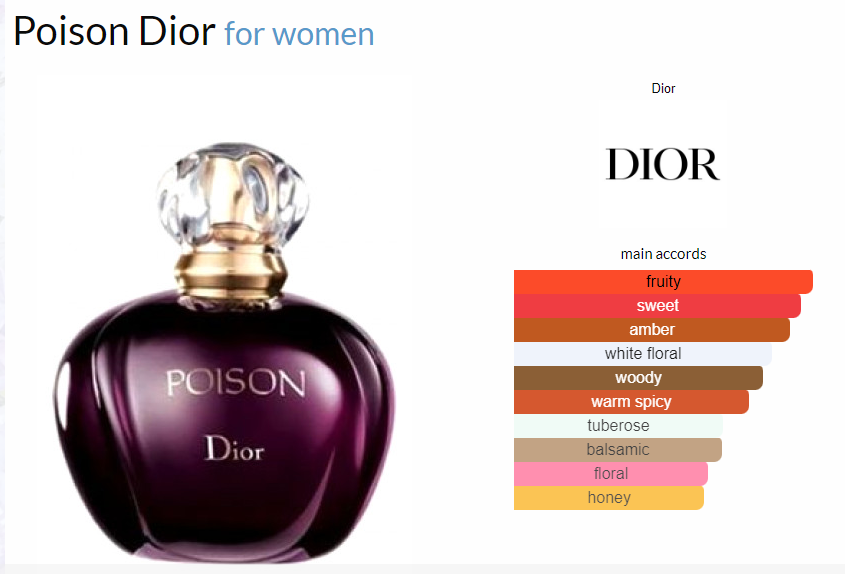 Poison Dior for women
Dior
DIOR
main accords
fruity
sweet
amber
white floral
woody
warm spicy
tuberose
balsamic
floral
honey
POISON
Dior